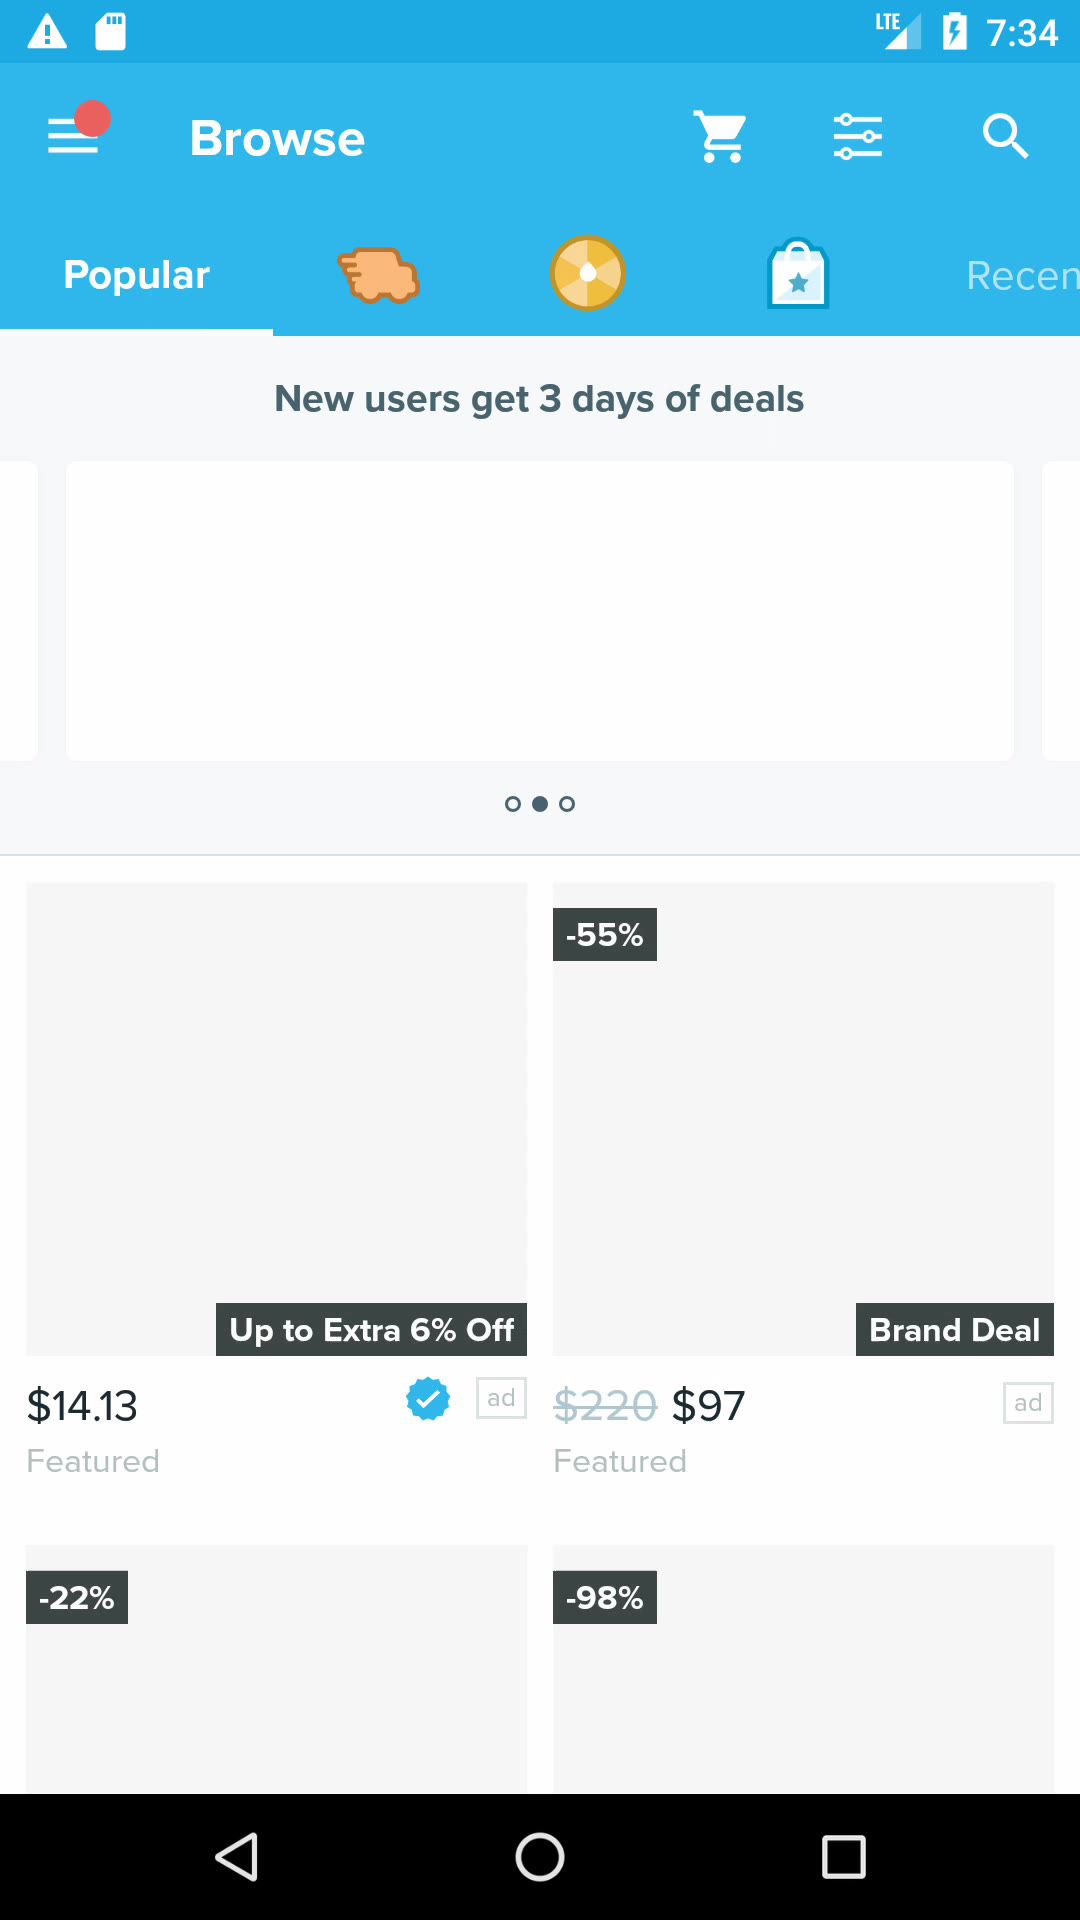 LTE 7:34
Browse
Popular
Recen
New users get 3 days of deals
-55%
Up to Extra 6% Off
Brand Deal
$14.13 ad
$220 $97 ad
Featured
Featured
-22%
-98%